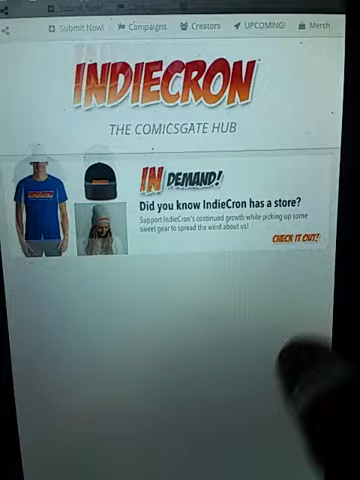 Submit Now! Campaigns Creators UPCOMING! Merch
INDIECRON
THE COMICSGATE HUB
IN DEMAND!
Did you know IndieCron has a store?
Support IndieCron's continued growth while picking up some
sweet gear to spread the word about us!
CHECK IT OUT!